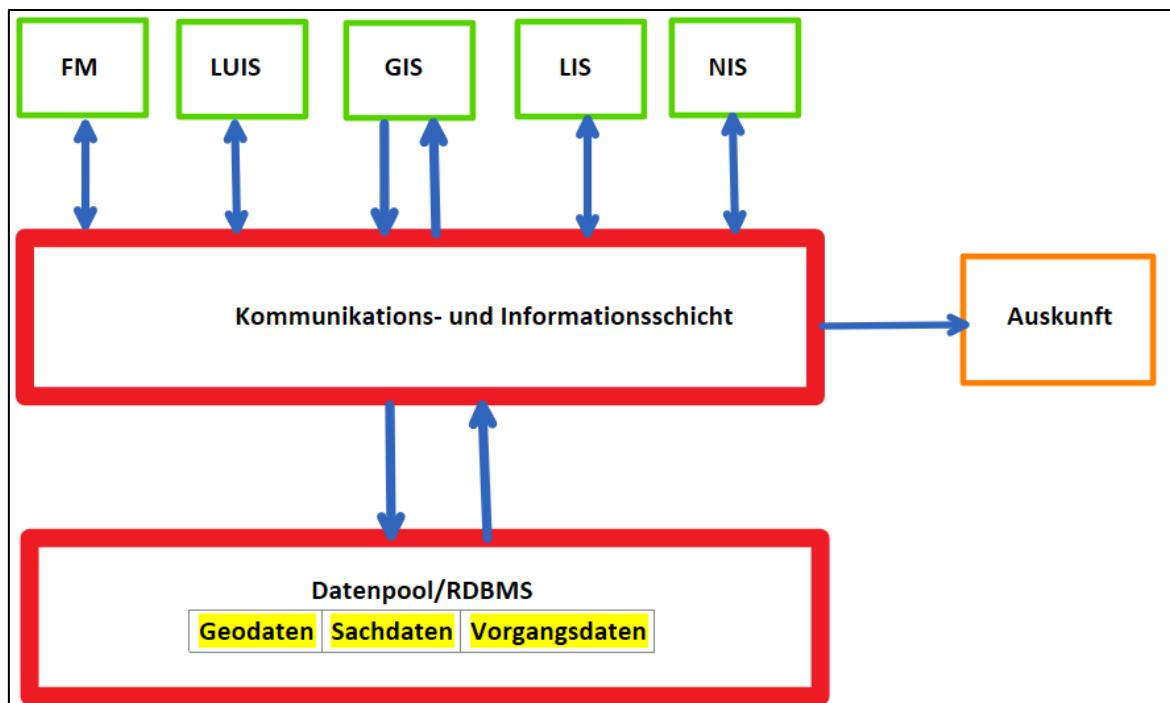 FM LUIS GIS LIS NIS
Kommunikations- und Informationsschicht
Auskunft
Datenpool/RDBMS
Geodaten Sachdaten Vorgangsdaten